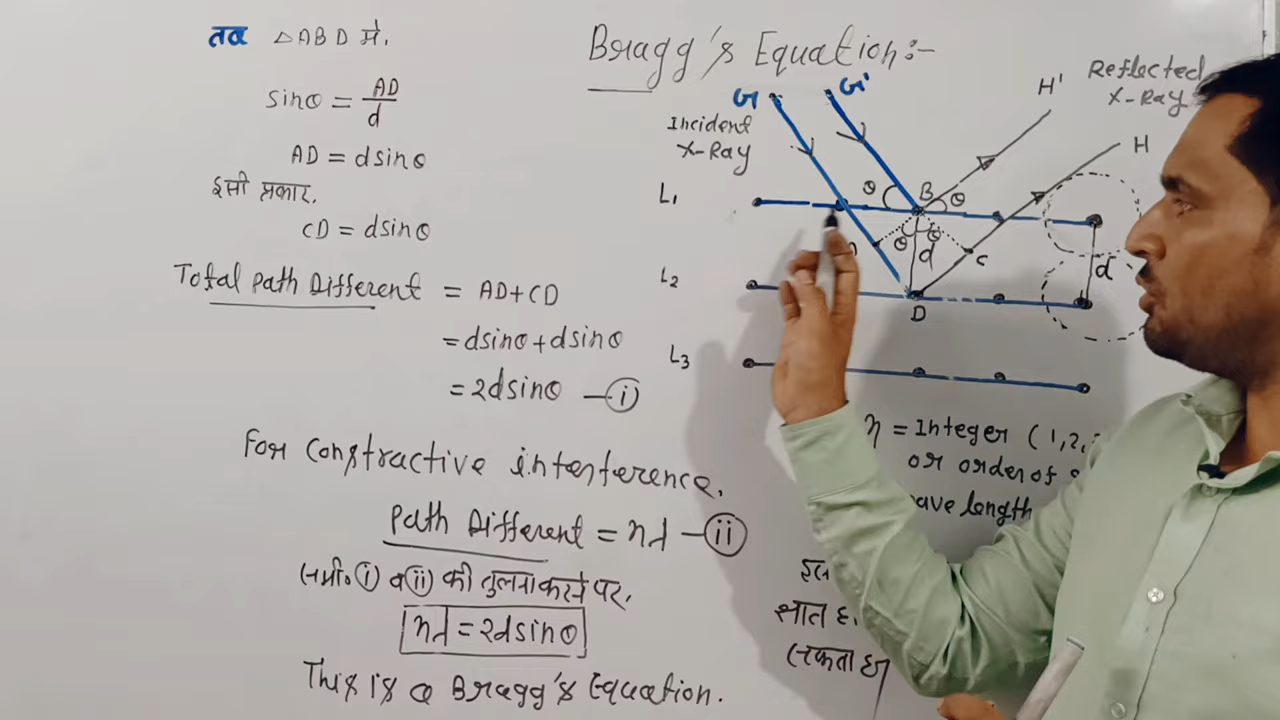 तब △ABD में.
sinθ = AD/d
AD = dsinθ
इसी प्रकार.
CD = dsinθ
Total Path Different = AD+CD
= dsinθ+dsinθ
= 2dsinθ —(i)
For Constractive interference.
Path Different = nλ —(ii)
समी० (i) व (ii) की तुलना करने पर.
nλ = 2dsinθ
This is a Bragg's Equation.
Bragg's Equation:-
G G' H' Reflected
X-Ray
Incident
X-Ray
H
L1 θ B θ
θ θ d C d
L2
D
L3
n = Integer (1,2,
or order of
wave length